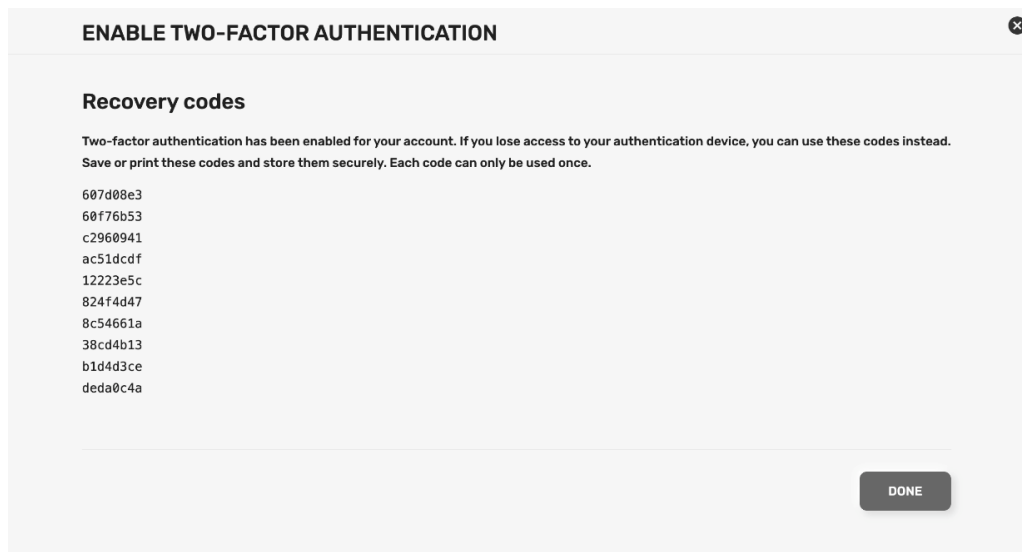 ENABLE TWO-FACTOR AUTHENTICATION
Recovery codes
Two-factor authentication has been enabled for your account. If you lose access to your authentication device, you can use these codes instead.
Save or print these codes and store them securely. Each code can only be used once.
607d08e3
60f76b53
c2960941
ac51dcdf
12223e5c
824f4d47
8c54661a
38cd4b13
b1d4d3ce
deda0c4a
DONE